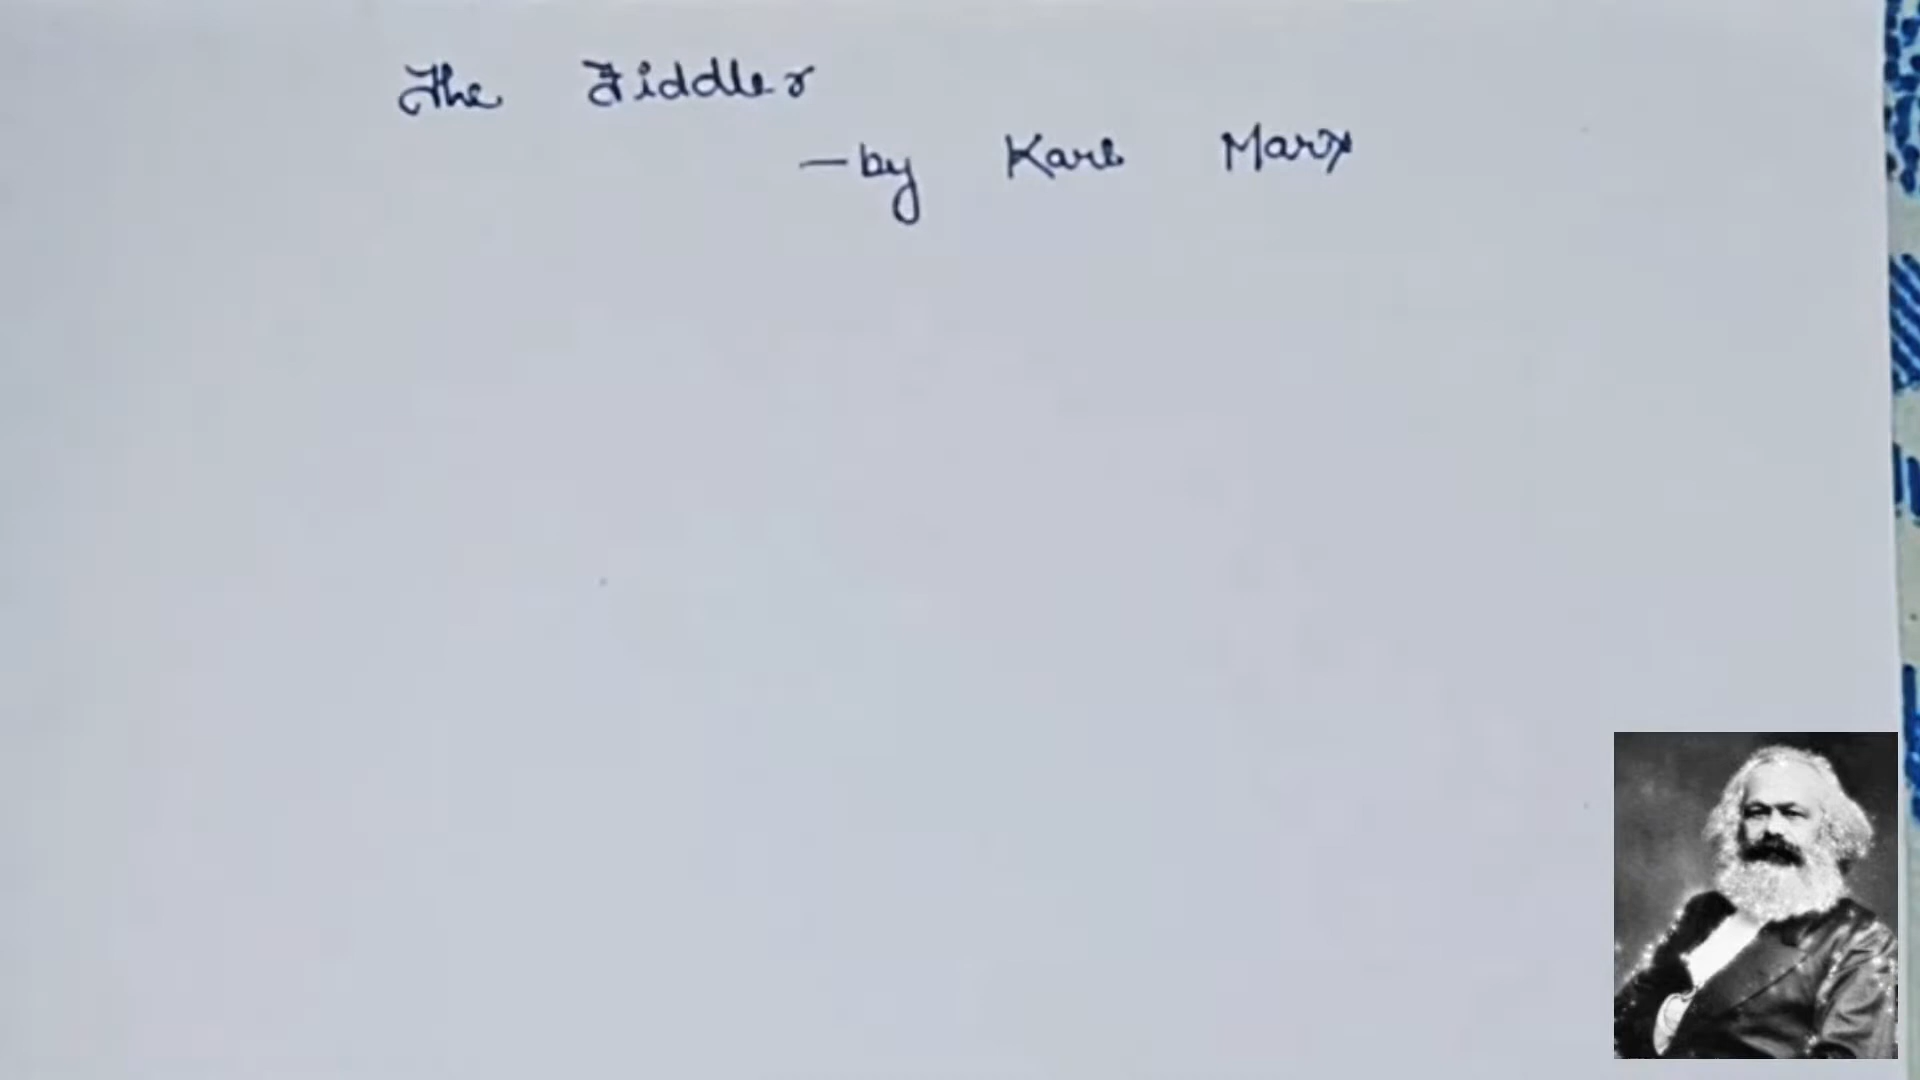 The Fiddler
— by Karl Marx